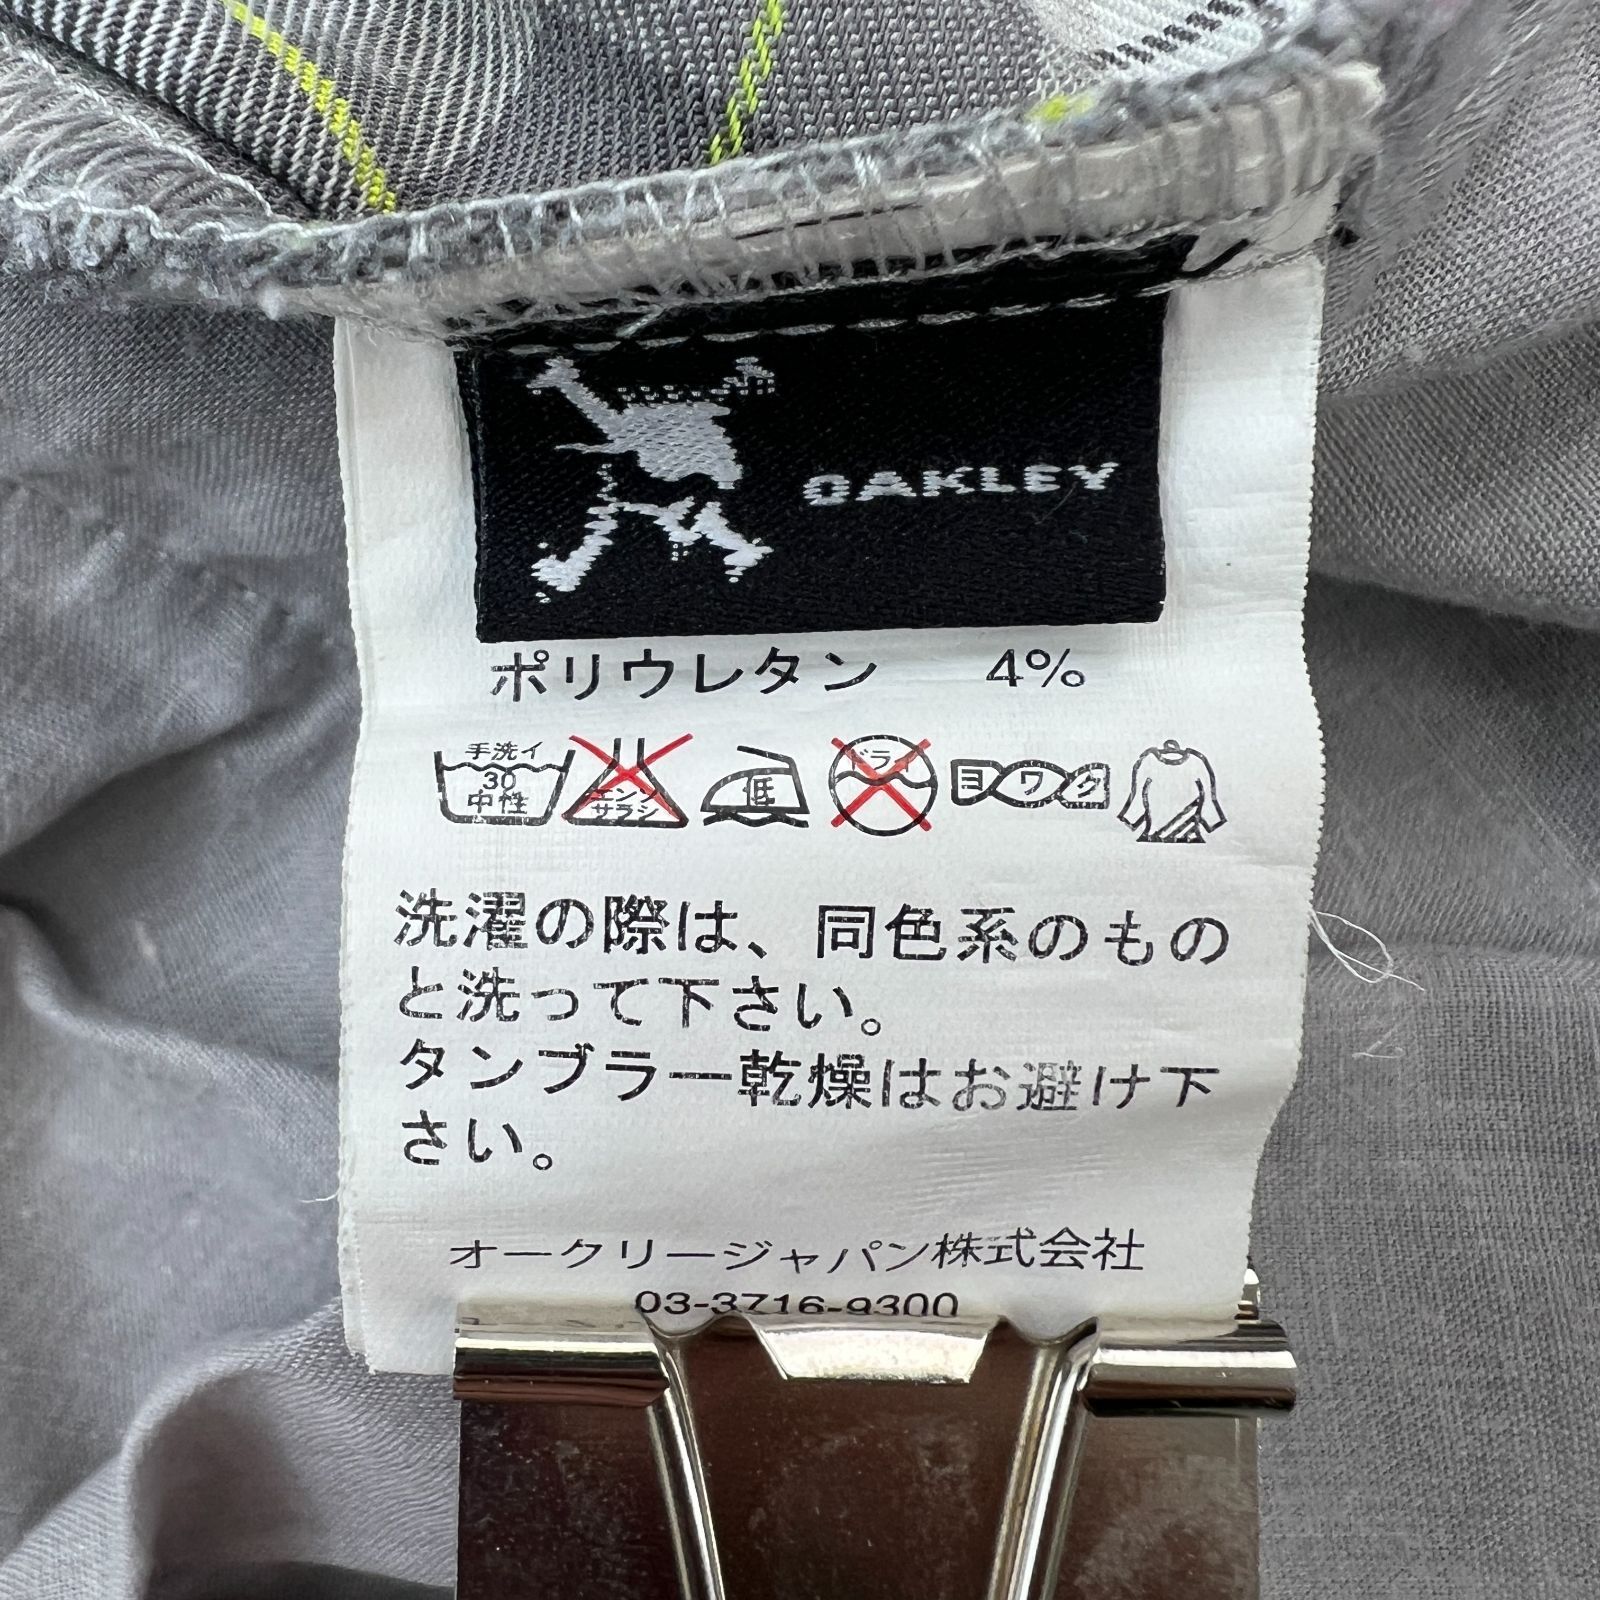 OAKLEY
ポリウレタン 4%
手洗イ
30
中性
エンソ
サラシ
低
ドライ
ヨワク
洗濯の際は、同色系のもの
と洗って下さい。
タンブラー乾燥はお避け下
さい。
オークリージャパン株式会社
03-3716-9300